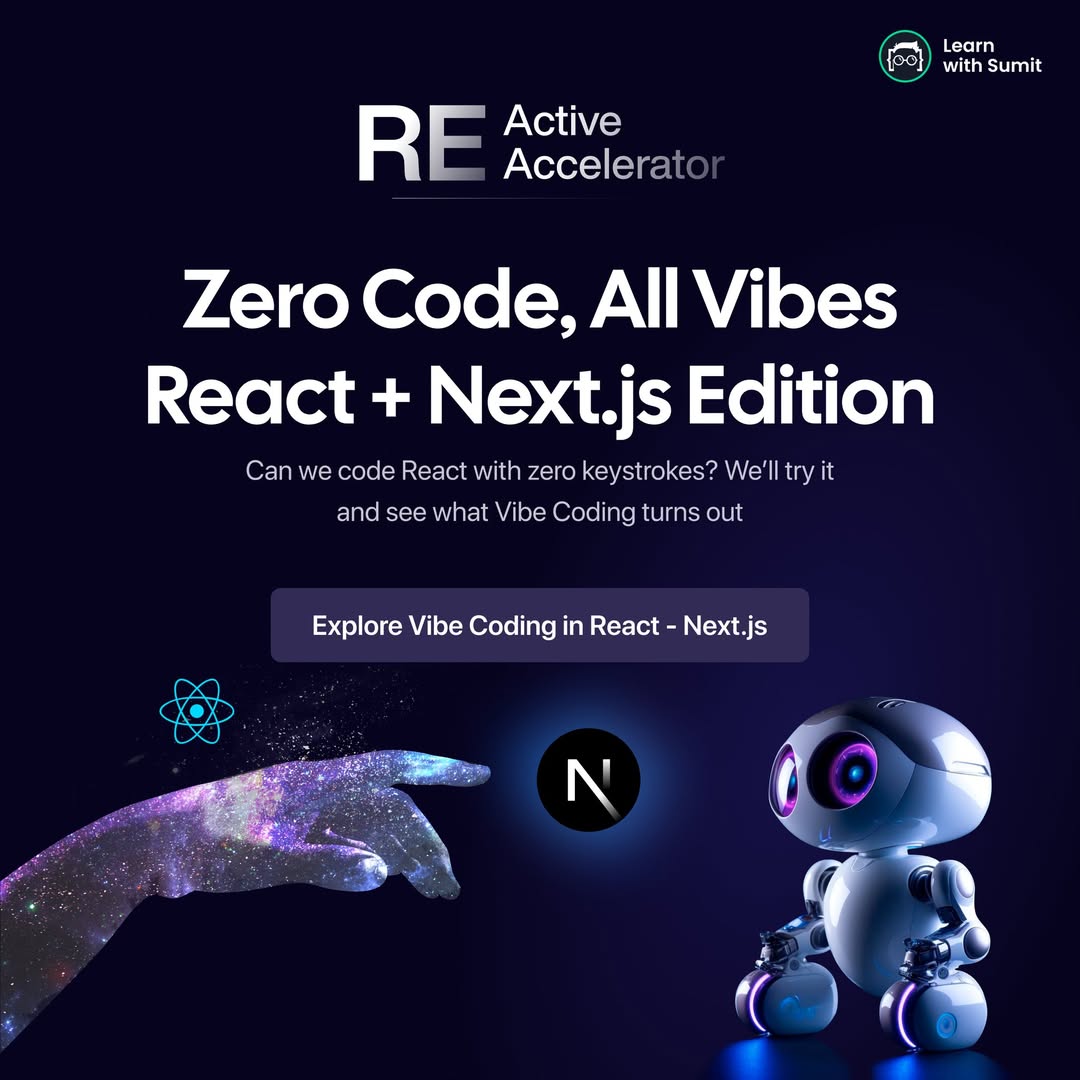 Learn
with Sumit
RE Active
Accelerator
Zero Code, All Vibes
React + Next.js Edition
Can we code React with zero keystrokes? We’ll try it
and see what Vibe Coding turns out
Explore Vibe Coding in React - Next.js
N